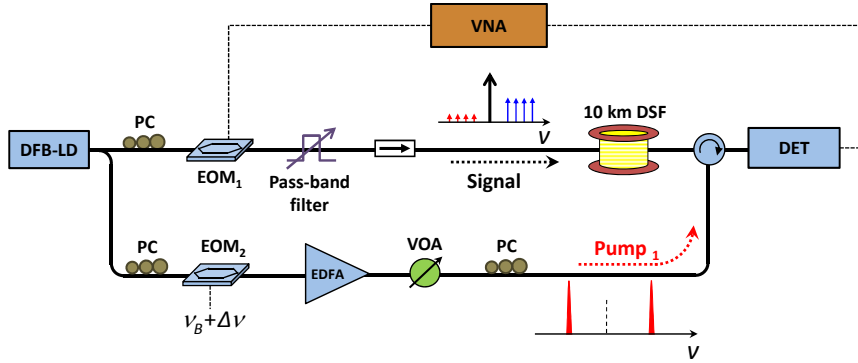 VNA
PC
10 km DSF
ν
DFB-LD
DET
EOM1
Pass-band
filter
Signal
PC
EOM2
VOA
PC
Pump 1
EDFA
νB+Δν
ν